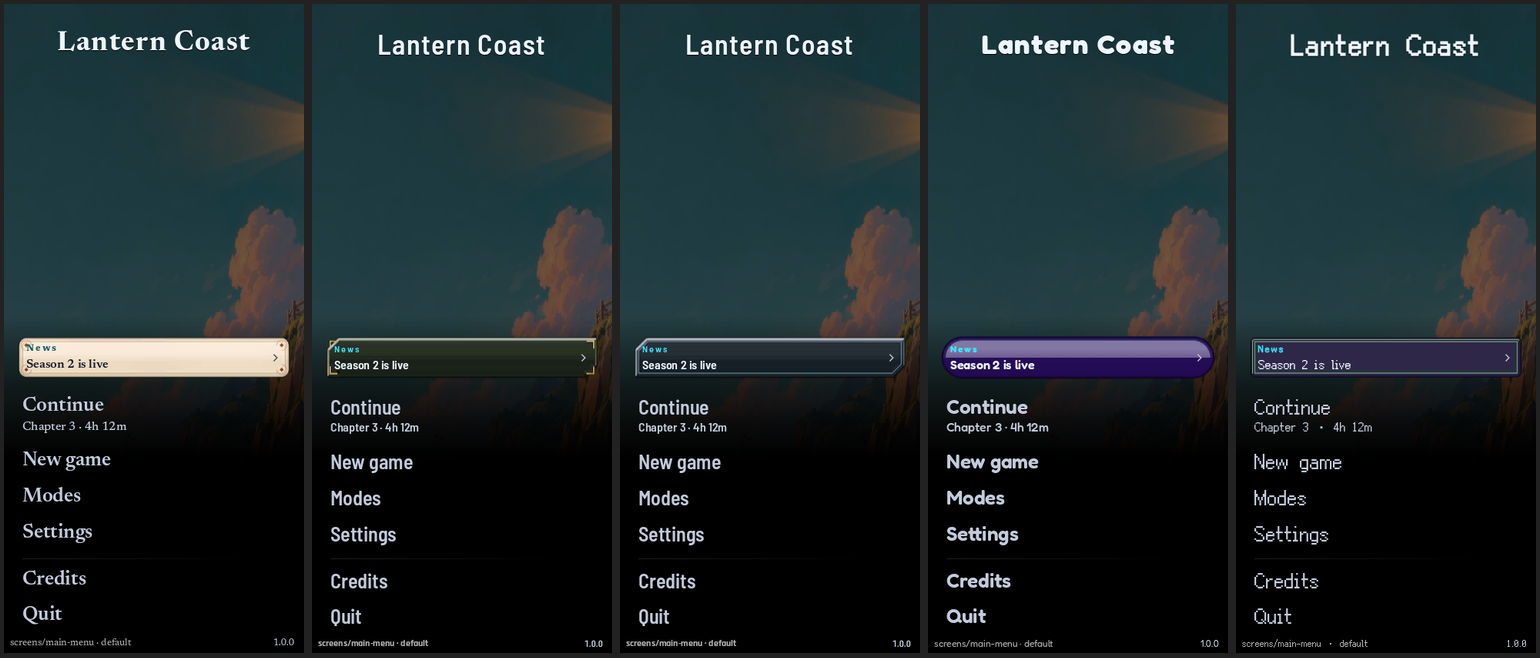 Lantern Coast
News
Season 2 is live
Continue
Chapter 3 · 4h 12m
New game
Modes
Settings
Credits
Quit
screens/main-menu · default 1.0.0
Lantern Coast
News
Season 2 is live
Continue
Chapter 3 · 4h 12m
New game
Modes
Settings
Credits
Quit
screens/main-menu · default 1.0.0
Lantern Coast
News
Season 2 is live
Continue
Chapter 3 · 4h 12m
New game
Modes
Settings
Credits
Quit
screens/main-menu · default 1.0.0
Lantern Coast
News
Season 2 is live
Continue
Chapter 3 · 4h 12m
New game
Modes
Settings
Credits
Quit
screens/main-menu · default 1.0.0
Lantern Coast
News
Season 2 is live
Continue
Chapter 3 · 4h 12m
New game
Modes
Settings
Credits
Quit
screens/main-menu · default 1.0.0